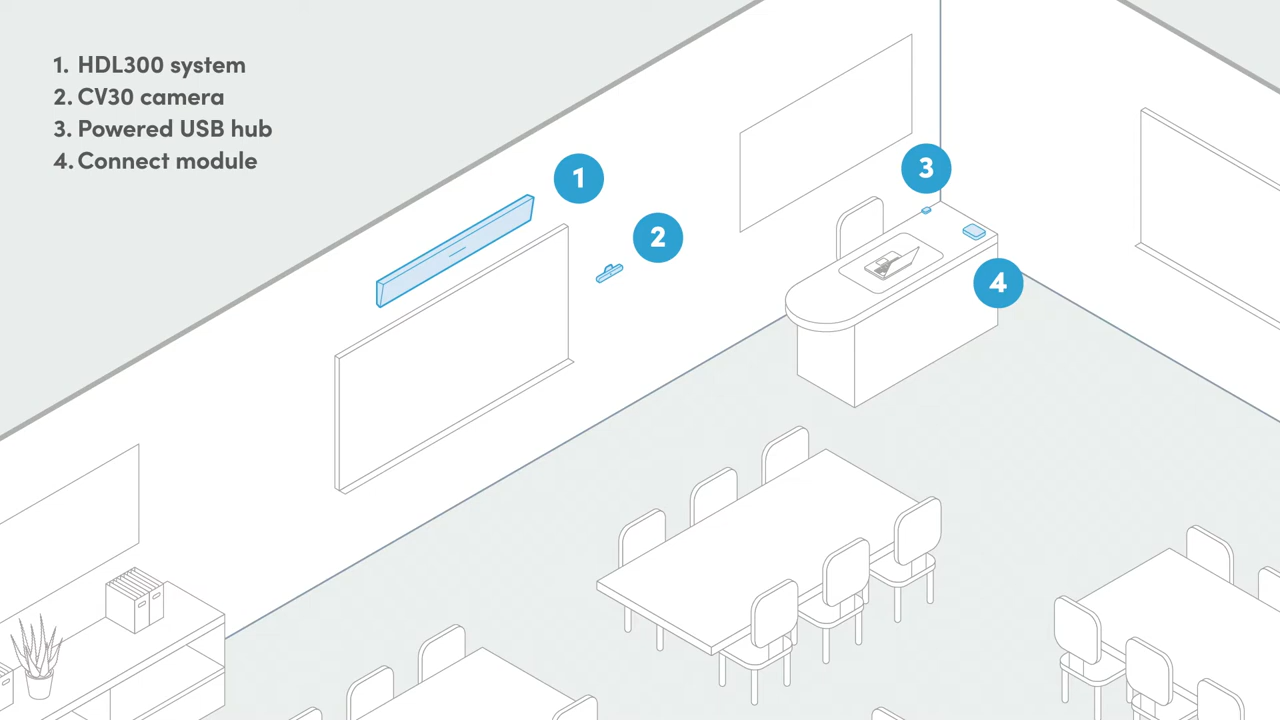 1. HDL300 system
2. CV30 camera
3. Powered USB hub
4. Connect module
1
2
3
4